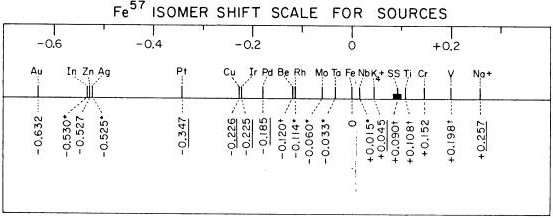 Fe57 ISOMER SHIFT SCALE FOR SOURCES
-0.6 -0.4 -0.2 0 +0.2
Au In Zn Ag Pt Cu Ir Pd Be Rh Mo Ta Fe Nb K4+ SS Ti Cr V Na+
-0.632 -0.530* -0.527 -0.525* -0.347 -0.226 -0.225 -0.185 -0.120† -0.114* -0.060* -0.033* 0 +0.015* +0.045 +0.090† +0.108† +0.152 +0.198† +0.257